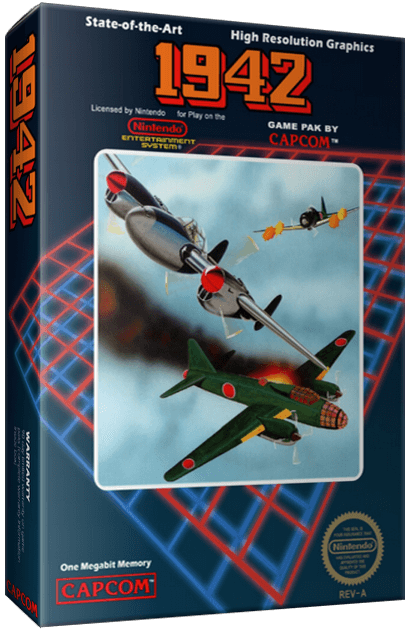 State-of-the-Art
High Resolution Graphics
1942
Licensed by Nintendo for Play on the
Nintendo
ENTERTAINMENT
SYSTEM®
GAME PAK BY
CAPCOM™
One Megabit Memory
CAPCOM
Nintendo
REV-A
1942
WARRANTY
CAPCOM